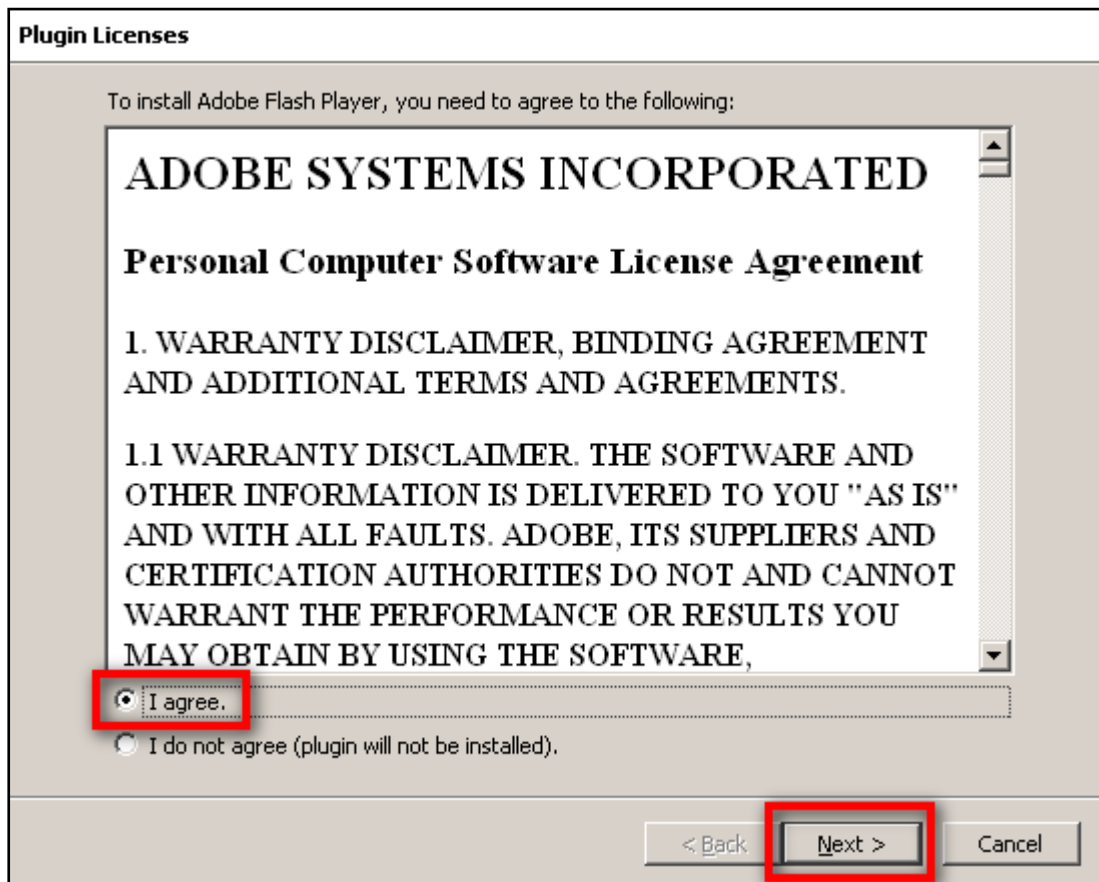 Plugin Licenses
To install Adobe Flash Player, you need to agree to the following:
ADOBE SYSTEMS INCORPORATED
Personal Computer Software License Agreement
1. WARRANTY DISCLAIMER, BINDING AGREEMENT
AND ADDITIONAL TERMS AND AGREEMENTS.
1.1 WARRANTY DISCLAIMER. THE SOFTWARE AND
OTHER INFORMATION IS DELIVERED TO YOU "AS IS"
AND WITH ALL FAULTS. ADOBE, ITS SUPPLIERS AND
CERTIFICATION AUTHORITIES DO NOT AND CANNOT
WARRANT THE PERFORMANCE OR RESULTS YOU
MAY OBTAIN BY USING THE SOFTWARE,
I agree.
I do not agree (plugin will not be installed).
< Back Next > Cancel